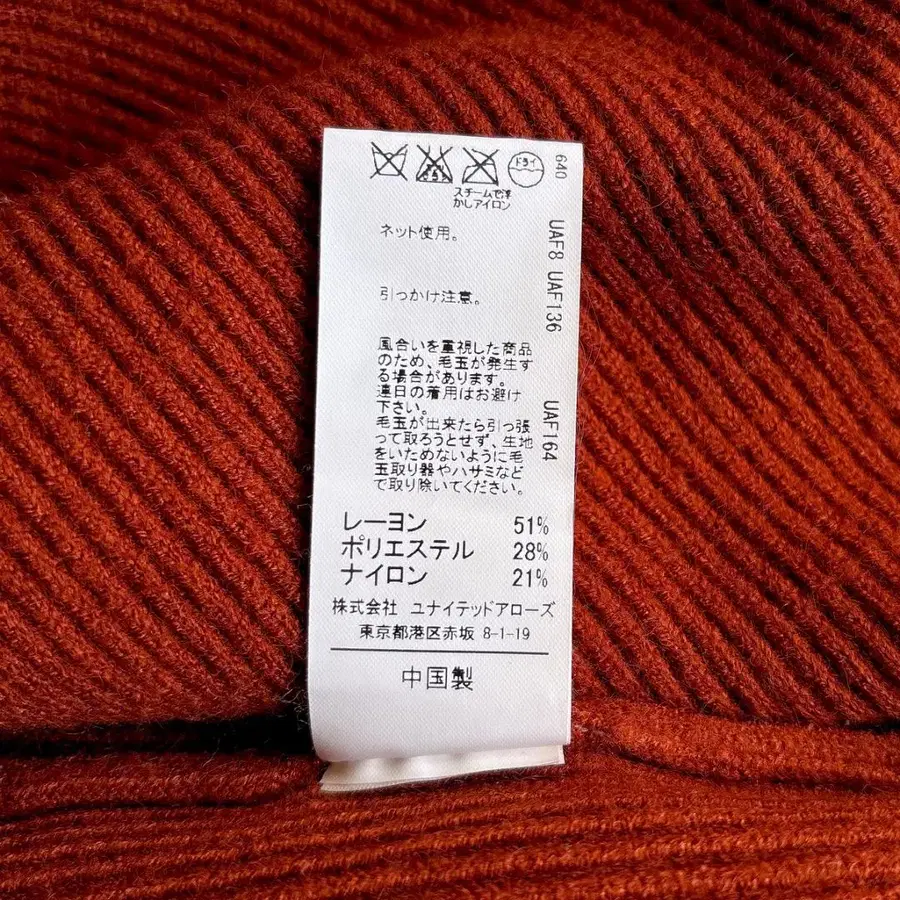 ドライ
スチームで浮
かしアイロン
640
UAF8 UAF136
UAF164
ネット使用。
引っかけ注意。
風合いを重視した商品
のため、毛玉が発生す
る場合があります。
連日の着用はお避け
下さい。
毛玉が出来たら引っ張
って取ろうとせず、生地
をいためないように毛
玉取り器やハサミなど
で取り除いてください。
レーヨン 51%
ポリエステル 28%
ナイロン 21%
株式会社 ユナイテッドアローズ
東京都港区赤坂 8-1-19
中国製